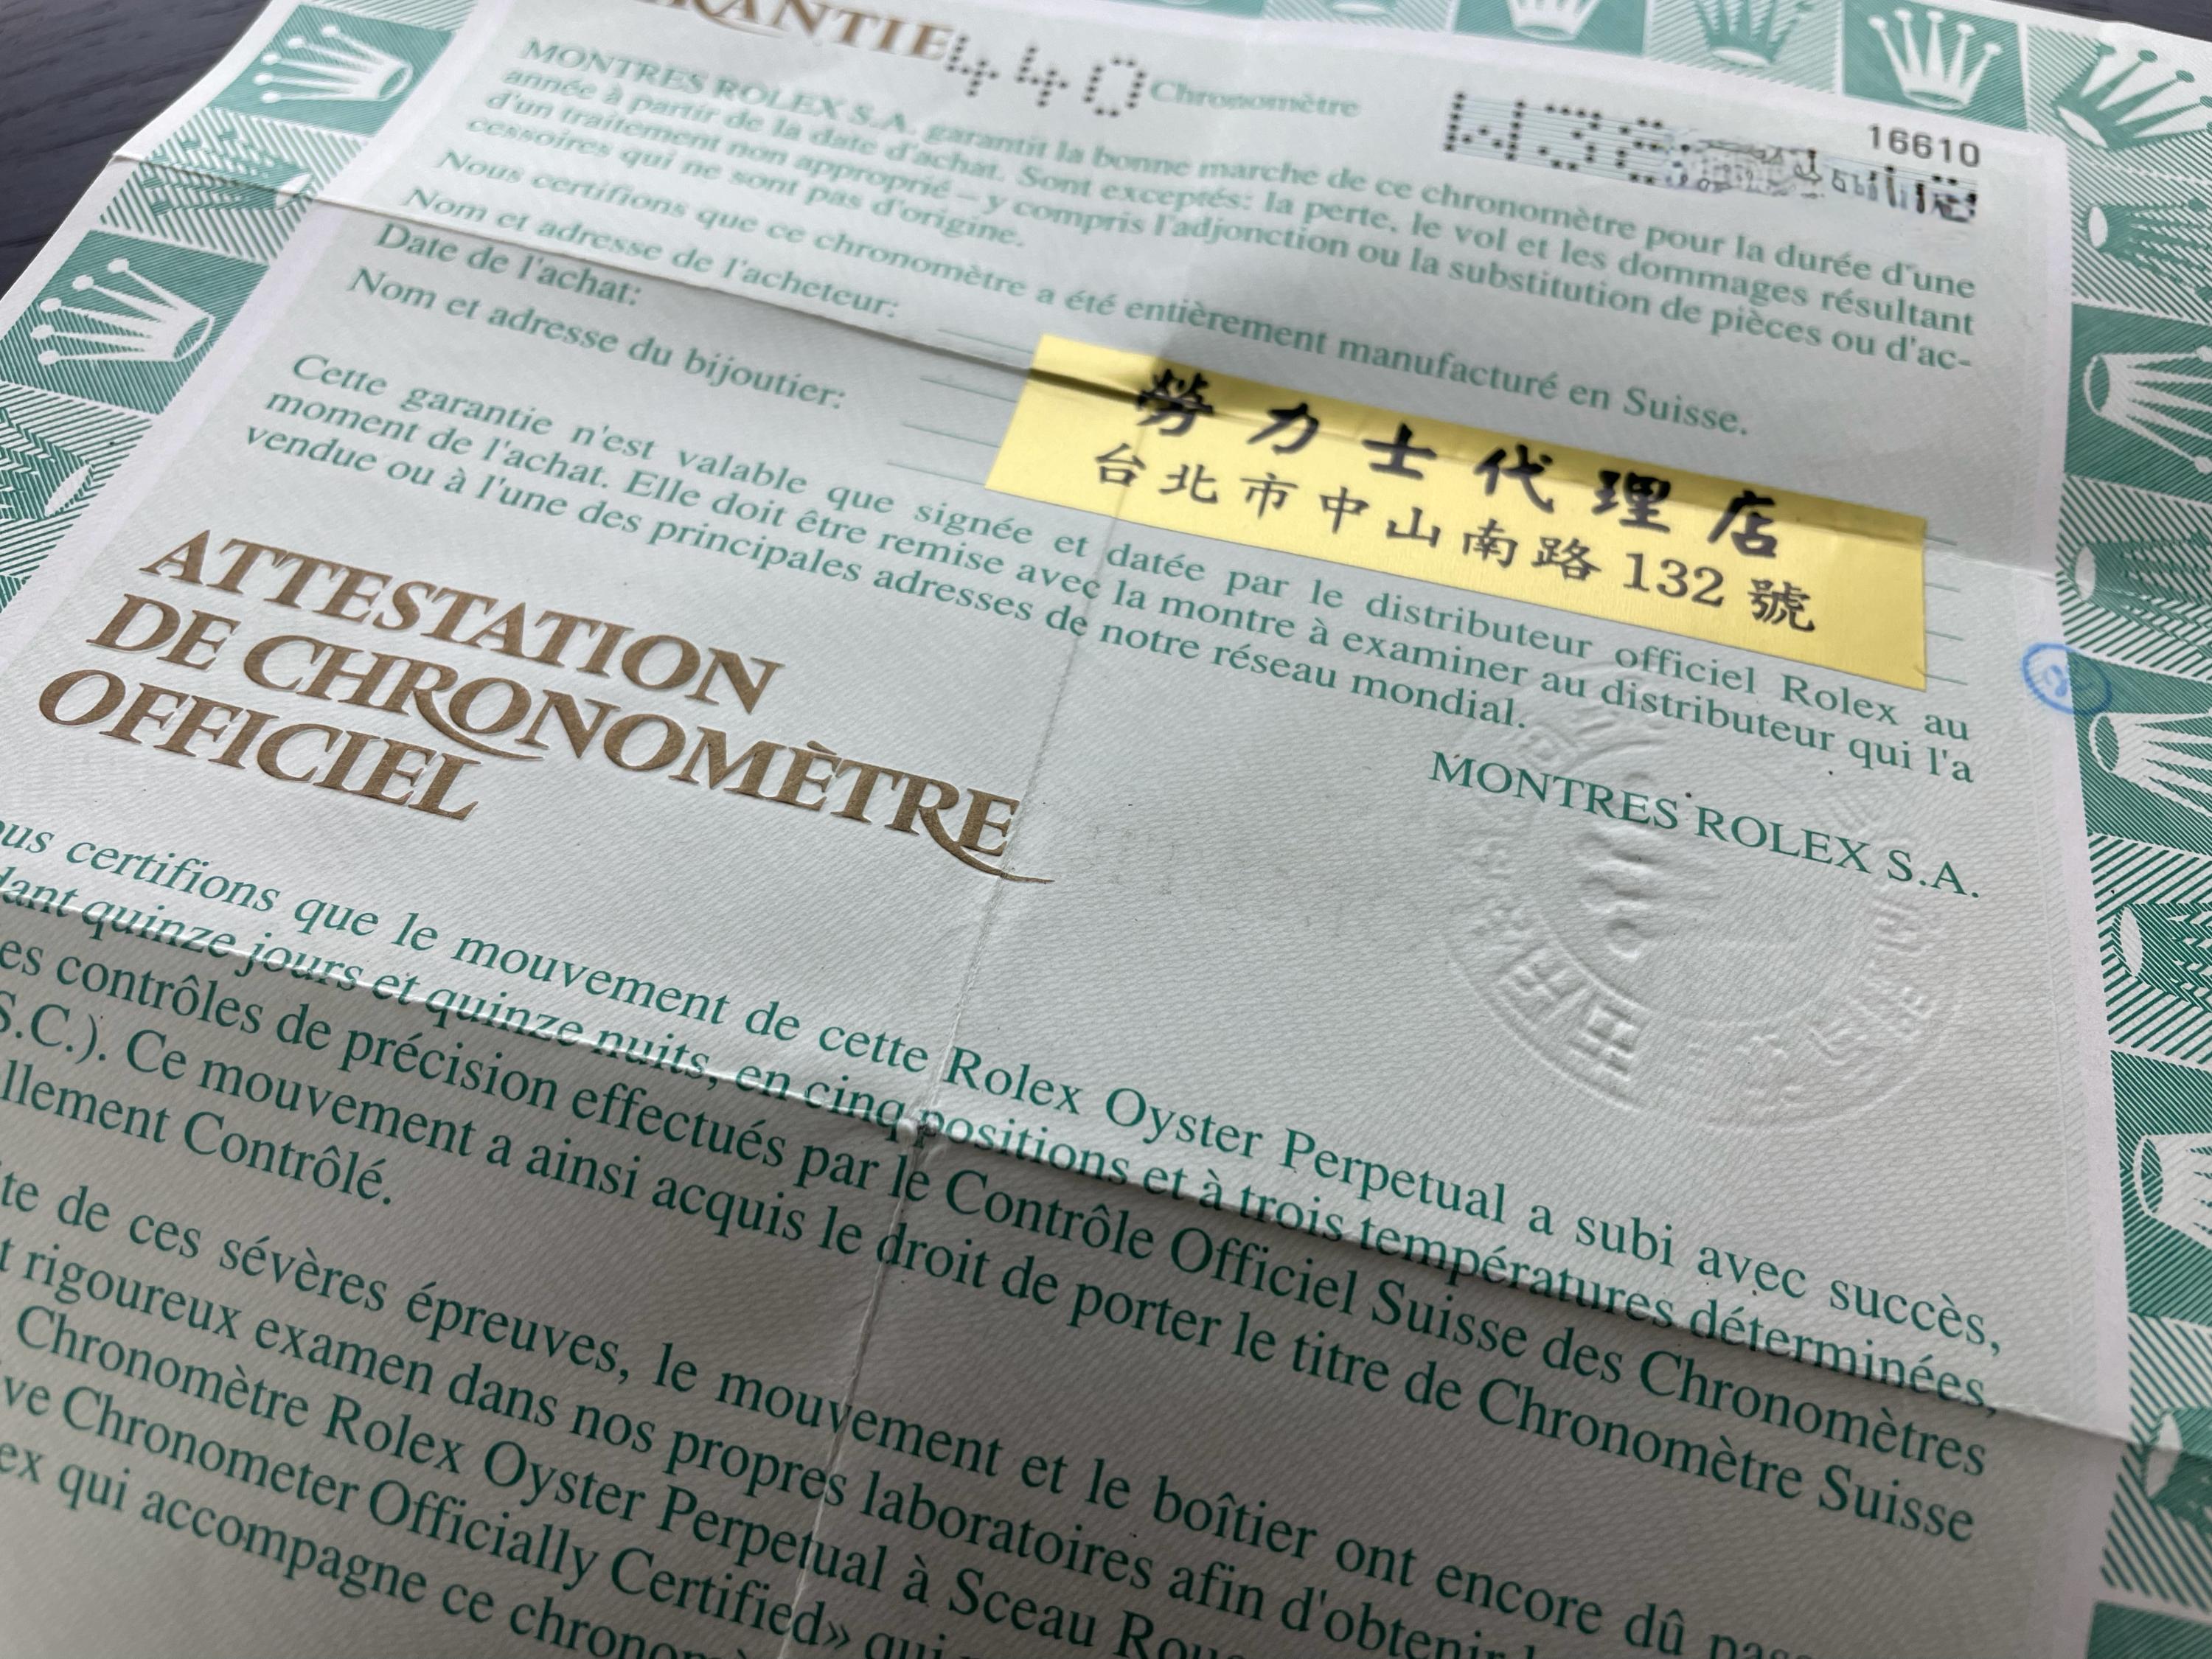 RANTIE 440 Chronomètre
16610
MONTRES ROLEX S.A. garantit la bonne marche de ce chronomètre pour la durée d'une
année à partir de la date d'achat. Sont exceptés: la perte, le vol et les dommages résultant
d'un traitement non approprié – y compris l'adjonction ou la substitution de pièces ou d'ac-
cessoires qui ne sont pas d'origine.
Nous certifions que ce chronomètre a été entièrement manufacturé en Suisse.
Nom et adresse de l'acheteur:
Date de l'achat:
Nom et adresse du bijoutier:
勞力士代理店
台北市中山南路132號
Cette garantie n'est valable que signée et datée par le distributeur officiel Rolex au
moment de l'achat. Elle doit être remise avec la montre à examiner au distributeur qui l'a
vendue ou à l'une des principales adresses de notre réseau mondial.
MONTRES ROLEX S.A.
ATTESTATION
DE CHRONOMÈTRE
OFFICIEL
ous certifions que le mouvement de cette Rolex Oyster Perpetual a subi avec succès,
dant quinze jours et quinze nuits, en cinq positions et à trois températures déterminées,
es contrôles de précision effectués par le Contrôle Officiel Suisse des Chronomètres
S.C.). Ce mouvement a ainsi acquis le droit de porter le titre de Chronomètre Suisse
llement Contrôlé.
te de ces sévères épreuves, le mouvement et le boîtier ont encore dû pas
t rigoureux examen dans nos propres laboratoires afin d'obtenir
Chronomètre Rolex Oyster Perpetual à Sceau Rou
ve Chronometer Officially Certified» qui
ex qui accompagne ce chronom